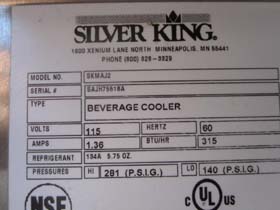 SILVER KING.
1600 XENIUM LANE NORTH MINNEAPOLIS, MN 55441
PHONE (800) 328-3329
MODEL NO. SKMAJ2
SERIAL # SAJH75818A
TYPE BEVERAGE COOLER
VOLTS 115 HERTZ 60
AMPS 1.36 BTU/HR 315
REFRIGERANT 134A 5.75 OZ.
PRESSURES HI 281 (P.S.I.G.) LO 140 (P.S.I.G.)
NSF C UL US